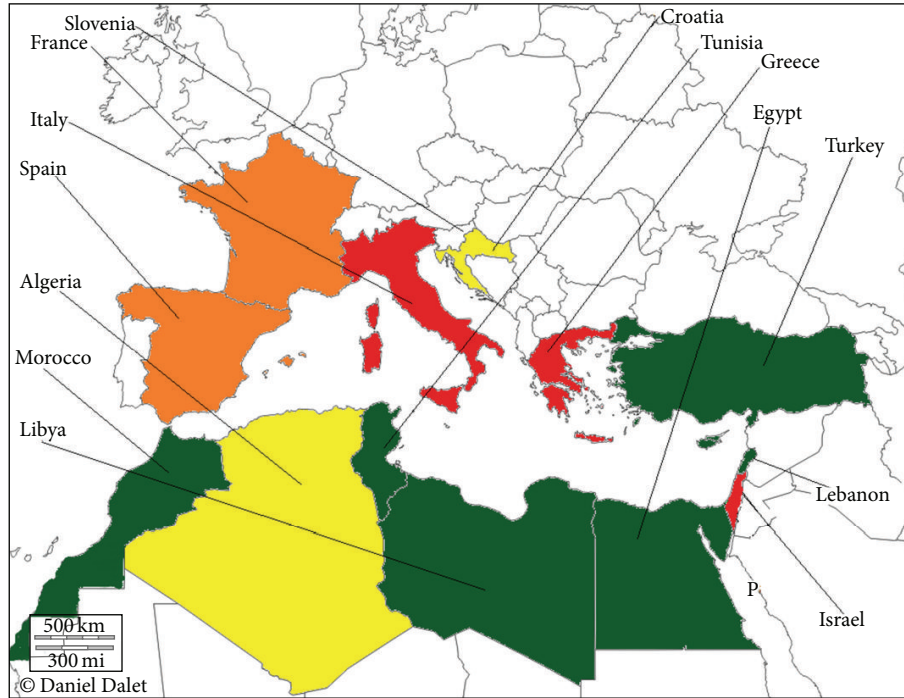 Slovenia
France
Italy
Spain
Algeria
Morocco
Libya
Croatia
Tunisia
Greece
Egypt
Turkey
Lebanon
P.
Israel
500 km
300 mi
© Daniel Dalet